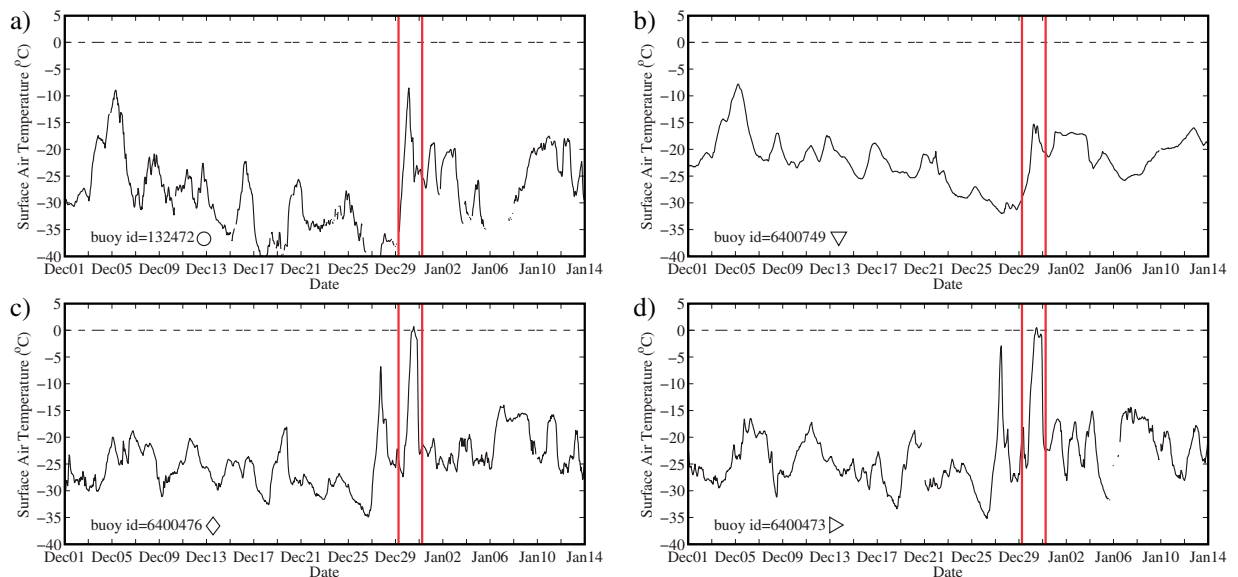 a)
Surface Air Temperature (°C)
5
0
−5
−10
−15
−20
−25
−30
−35
−40
buoy id=132472
Dec01 Dec05 Dec09 Dec13 Dec17 Dec21 Dec25 Dec29 Jan02 Jan06 Jan10 Jan14
Date
b)
Surface Air Temperature (°C)
5
0
−5
−10
−15
−20
−25
−30
−35
−40
buoy id=6400749
Dec01 Dec05 Dec09 Dec13 Dec17 Dec21 Dec25 Dec29 Jan02 Jan06 Jan10 Jan14
Date
c)
Surface Air Temperature (°C)
5
0
−5
−10
−15
−20
−25
−30
−35
−40
buoy id=6400476
Dec01 Dec05 Dec09 Dec13 Dec17 Dec21 Dec25 Dec29 Jan02 Jan06 Jan10 Jan14
Date
d)
Surface Air Temperature (°C)
5
0
−5
−10
−15
−20
−25
−30
−35
−40
buoy id=6400473
Dec01 Dec05 Dec09 Dec13 Dec17 Dec21 Dec25 Dec29 Jan02 Jan06 Jan10 Jan14
Date